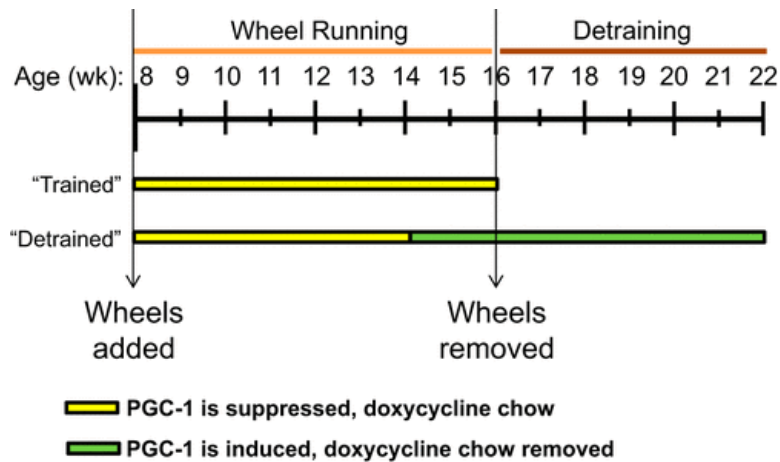 Wheel Running Detraining
Age (wk): 8 9 10 11 12 13 14 15 16 17 18 19 20 21 22
“Trained”
“Detrained”
Wheels
added
Wheels
removed
PGC-1 is suppressed, doxycycline chow
PGC-1 is induced, doxycycline chow removed